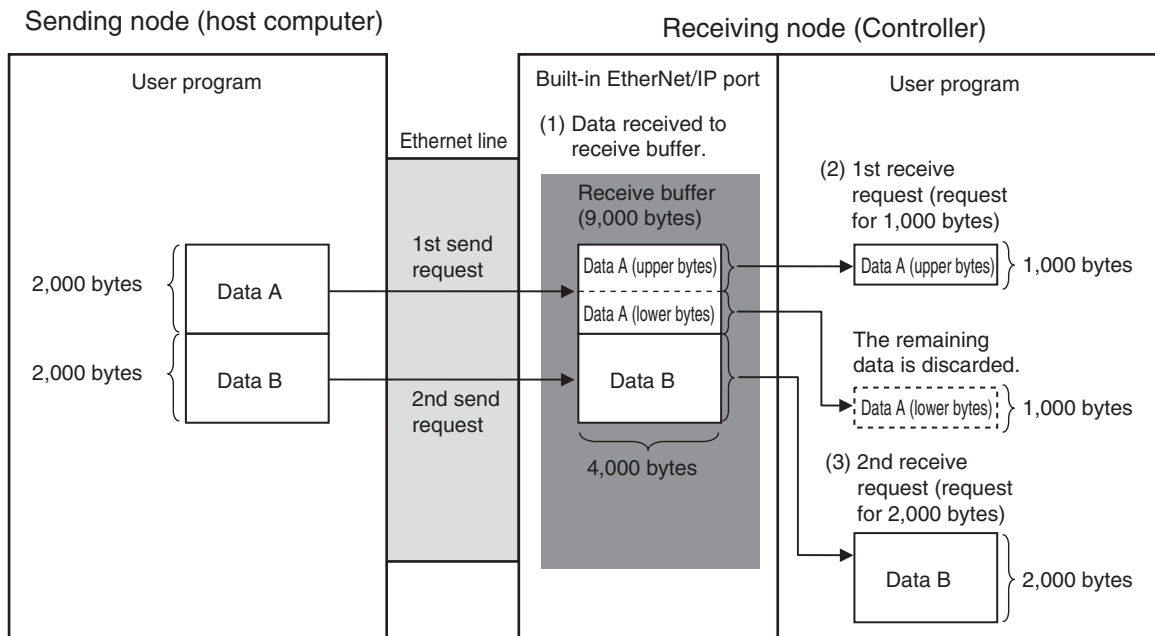 Sending node (host computer)
Receiving node (Controller)
User program
Built-in EtherNet/IP port
User program
Ethernet line
(1) Data received to
receive buffer.
Receive buffer
(9,000 bytes)
(2) 1st receive
request (request
for 1,000 bytes)
2,000 bytes
Data A
1st send
request
Data A (upper bytes)
Data A (lower bytes)
Data A (upper bytes)
1,000 bytes
2,000 bytes
Data B
2nd send
request
Data B
4,000 bytes
The remaining
data is discarded.
Data A (lower bytes)
1,000 bytes
(3) 2nd receive
request (request
for 2,000 bytes)
Data B
2,000 bytes